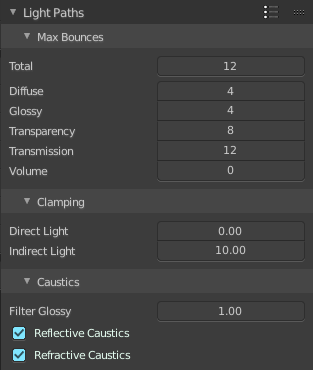 Light Paths
Max Bounces
Total 12
Diffuse 4
Glossy 4
Transparency 8
Transmission 12
Volume 0
Clamping
Direct Light 0.00
Indirect Light 10.00
Caustics
Filter Glossy 1.00
Reflective Caustics
Refractive Caustics